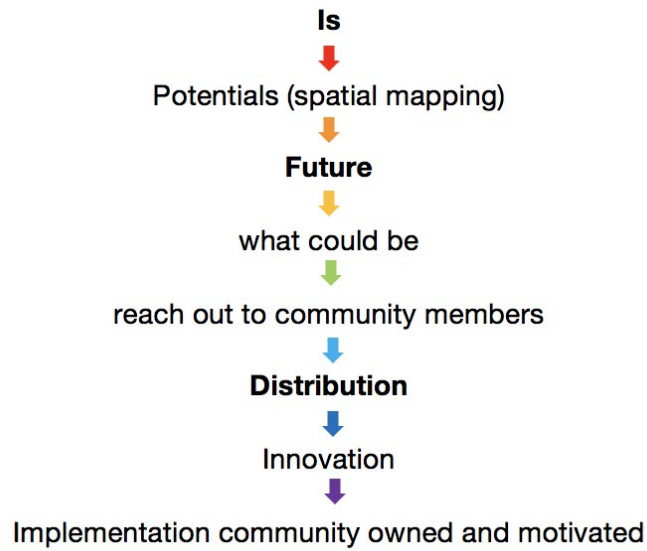 Is
Potentials (spatial mapping)
Future
what could be
reach out to community members
Distribution
Innovation
Implementation community owned and motivated